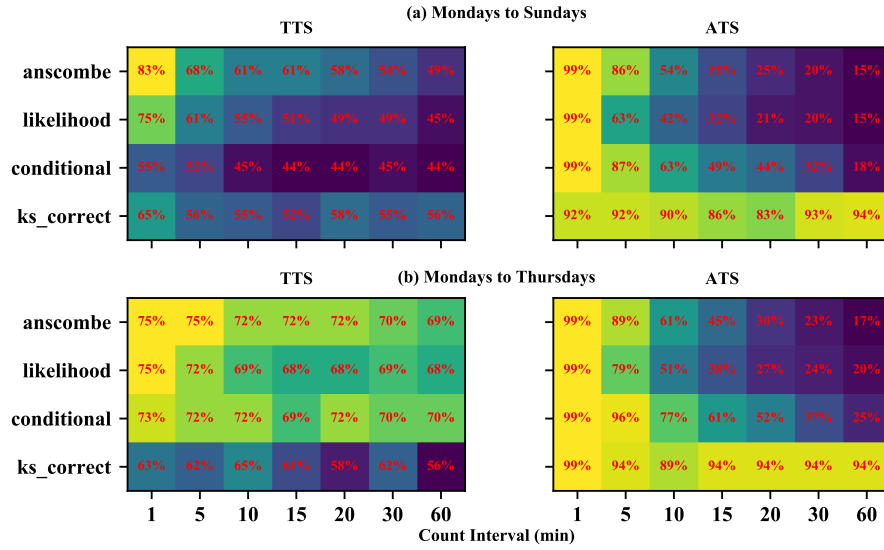 (a) Mondays to Sundays
TTS ATS
anscombe 83% 68% 61% 61% 58% 54% 49% 99% 86% 54% 35% 25% 20% 15%
likelihood 75% 61% 55% 51% 49% 49% 45% 99% 63% 42% 32% 21% 20% 15%
conditional 55% 52% 45% 44% 44% 45% 44% 99% 87% 63% 49% 44% 32% 18%
ks_correct 65% 56% 55% 52% 58% 55% 56% 92% 92% 90% 86% 83% 93% 94%
(b) Mondays to Thursdays
TTS ATS
anscombe 75% 75% 72% 72% 72% 70% 69% 99% 89% 61% 45% 30% 23% 17%
likelihood 75% 72% 69% 68% 68% 69% 68% 99% 79% 51% 38% 27% 24% 20%
conditional 73% 72% 72% 69% 72% 70% 70% 99% 96% 77% 61% 52% 37% 25%
ks_correct 63% 62% 65% 61% 58% 62% 56% 99% 94% 89% 94% 94% 94% 94%
1 5 10 15 20 30 60 1 5 10 15 20 30 60
Count Interval (min)